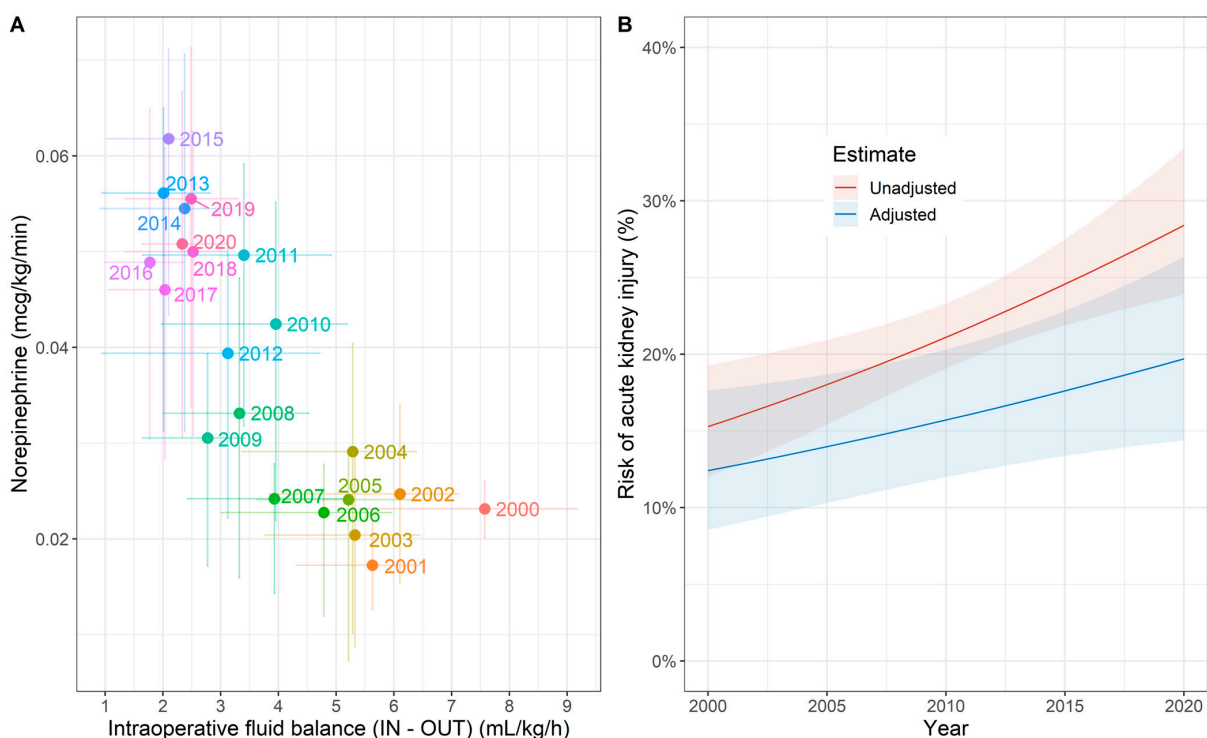 A
Norepinephrine (mcg/kg/min)
0.06
0.04
0.02
2015
2013
2019
2014
2020
2011
2018
2016
2017
2010
2012
2008
2009
2004
2005
2002
2007
2000
2006
2003
2001
1 2 3 4 5 6 7 8 9
Intraoperative fluid balance (IN - OUT) (mL/kg/h)
B
Risk of acute kidney injury (%)
40%
30%
20%
10%
0%
Estimate
Unadjusted
Adjusted
2000 2005 2010 2015 2020
Year